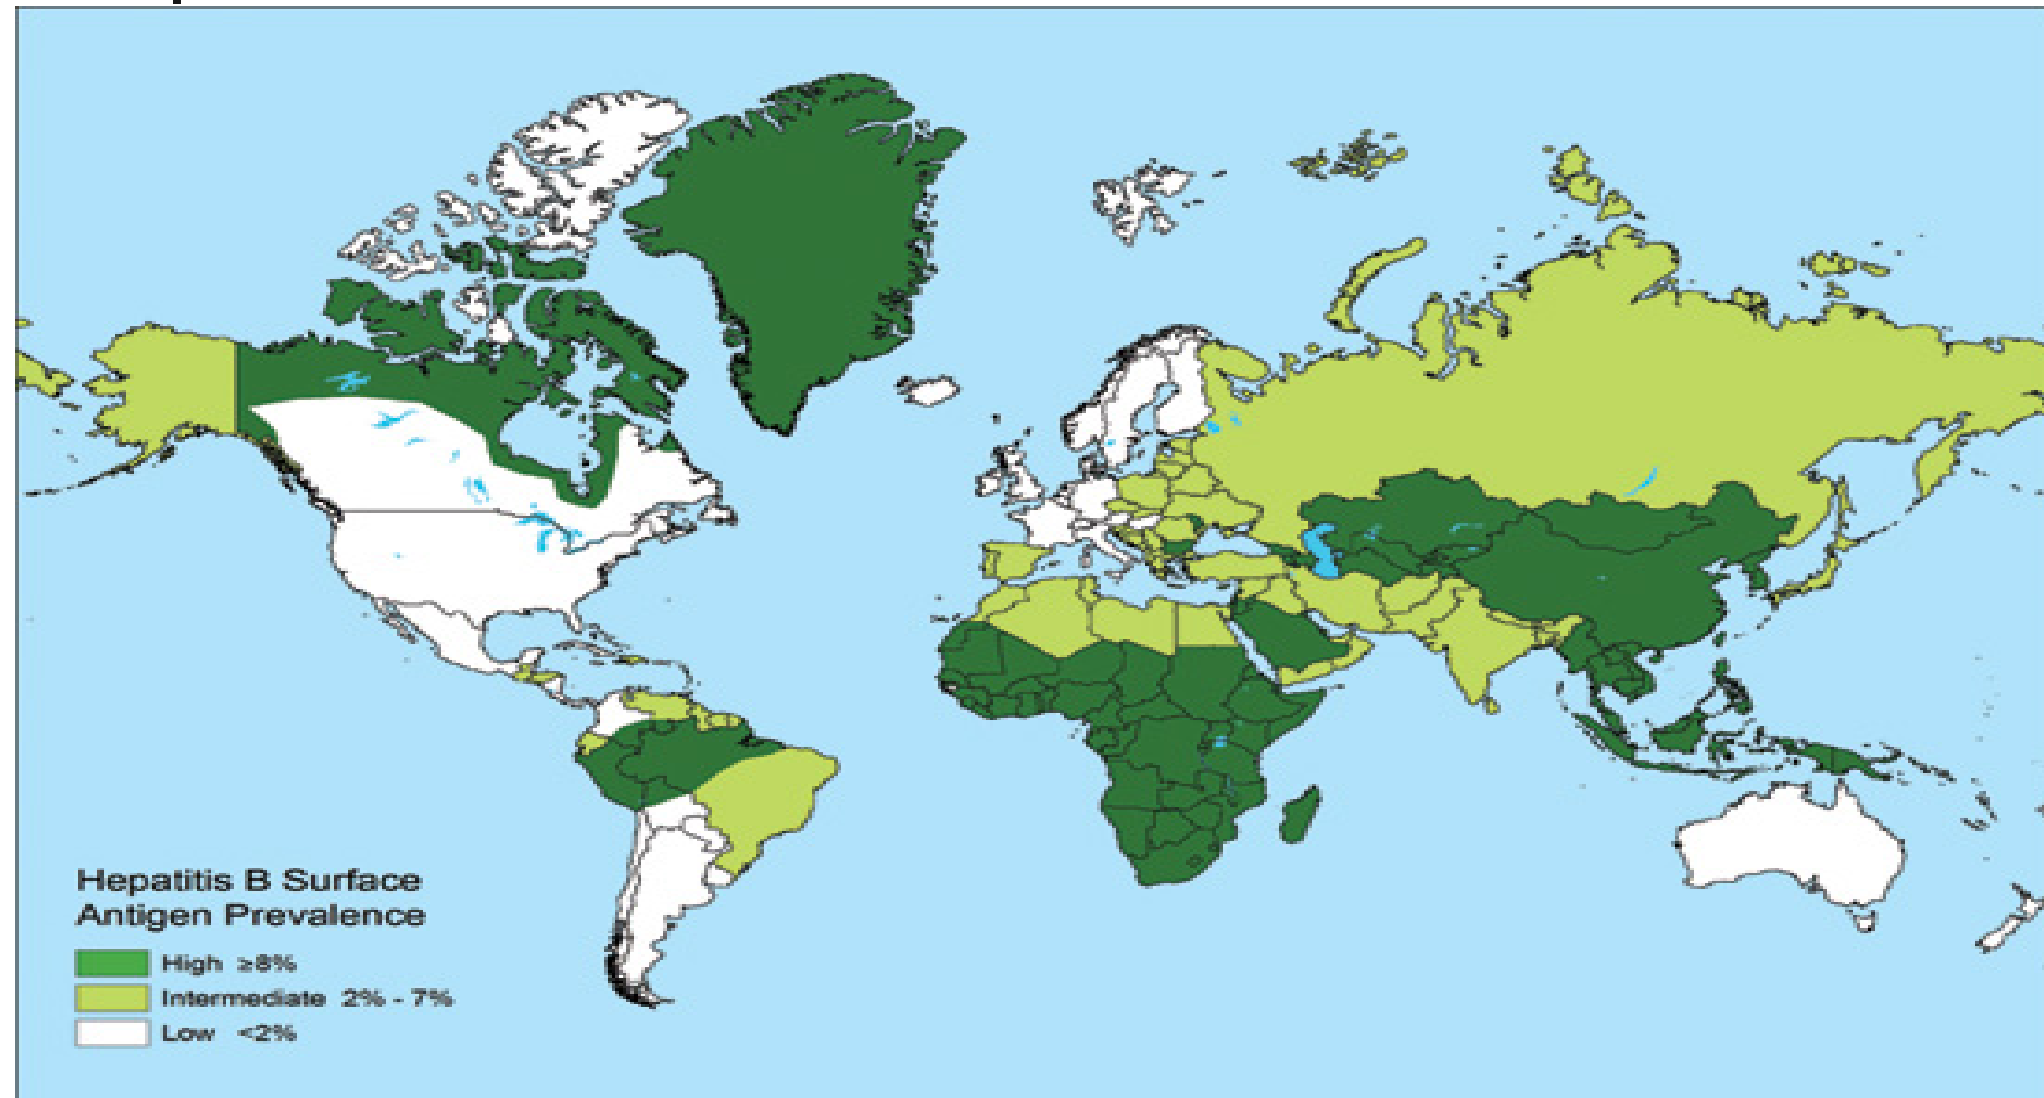 Hepatitis B Surface
Antigen Prevalence
High ≥8%
Intermediate 2% - 7%
Low <2%